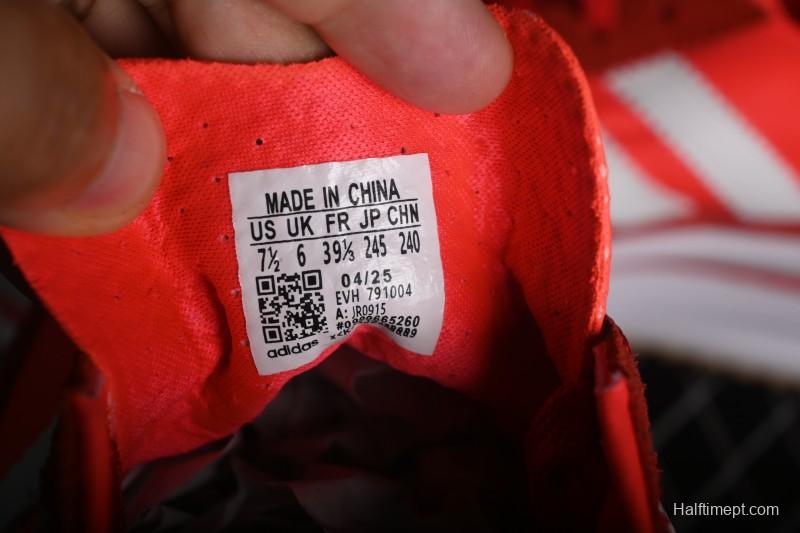 MADE IN CHINA
US UK FR JP CHN
7½ 6 39⅓ 245 240
04/25
EVH 791004
A: JR0915
adidas
Halftimept.com